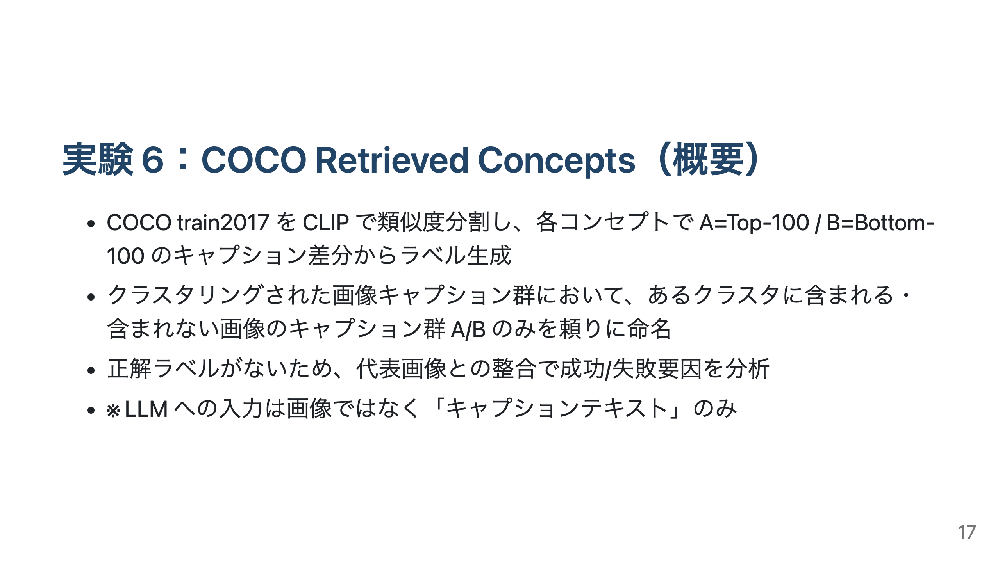 実験 6：COCO Retrieved Concepts（概要）
• COCO train2017 を CLIP で類似度分割し、各コンセプトで A=Top-100 / B=Bottom-
100 のキャプション差分からラベル生成
• クラスタリングされた画像キャプション群において、あるクラスタに含まれる・
含まれない画像のキャプション群 A/B のみを頼りに命名
• 正解ラベルがないため、代表画像との整合で成功/失敗要因を分析
• ※ LLM への入力は画像ではなく「キャプションテキスト」のみ
17